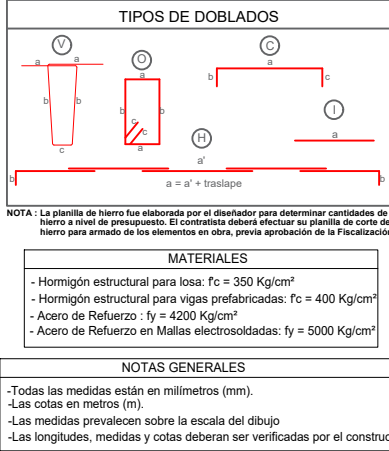 TIPOS DE DOBLADOS
V
O
C
a
a
a
a
b
b
b
b
b
c
c
c
c
a
I
a
H
a'
b
b
a = a' + traslape
NOTA : La planilla de hierro fue elaborada por el diseñador para determinar cantidades de
hierro a nivel de presupuesto. El contratista deberá efectuar su planilla de corte de
hierro para armado de los elementos en obra, previa aprobación de la Fiscalización
MATERIALES
- Hormigón estructural para losa: f'c = 350 Kg/cm²
- Hormigón estructural para vigas prefabricadas: f'c = 400 Kg/cm²
- Acero de Refuerzo : fy = 4200 Kg/cm²
- Acero de Refuerzo en Mallas electrosoldadas: fy = 5000 Kg/cm²
NOTAS GENERALES
-Todas las medidas están en milímetros (mm).
-Las cotas en metros (m).
-Las medidas prevalecen sobre la escala del dibujo
-Las longitudes, medidas y cotas deberan ser verificadas por el construc